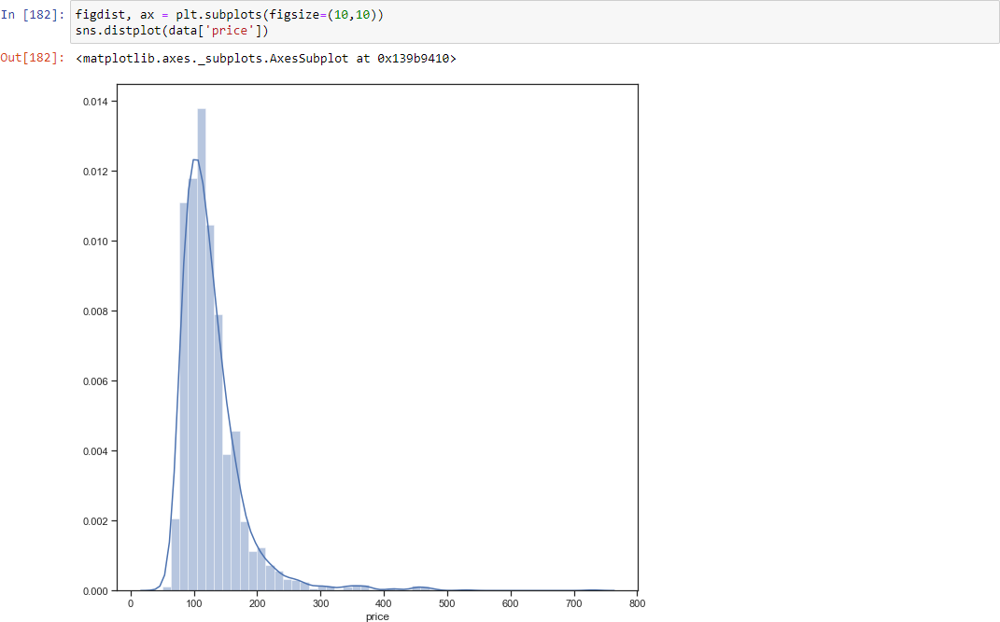 In [182]: figdist, ax = plt.subplots(figsize=(10,10))
sns.distplot(data['price'])
Out[182]: <matplotlib.axes._subplots.AxesSubplot at 0x139b9410>
0.014
0.012
0.010
0.008
0.006
0.004
0.002
0.000
0 100 200 300 400 500 600 700 800
price